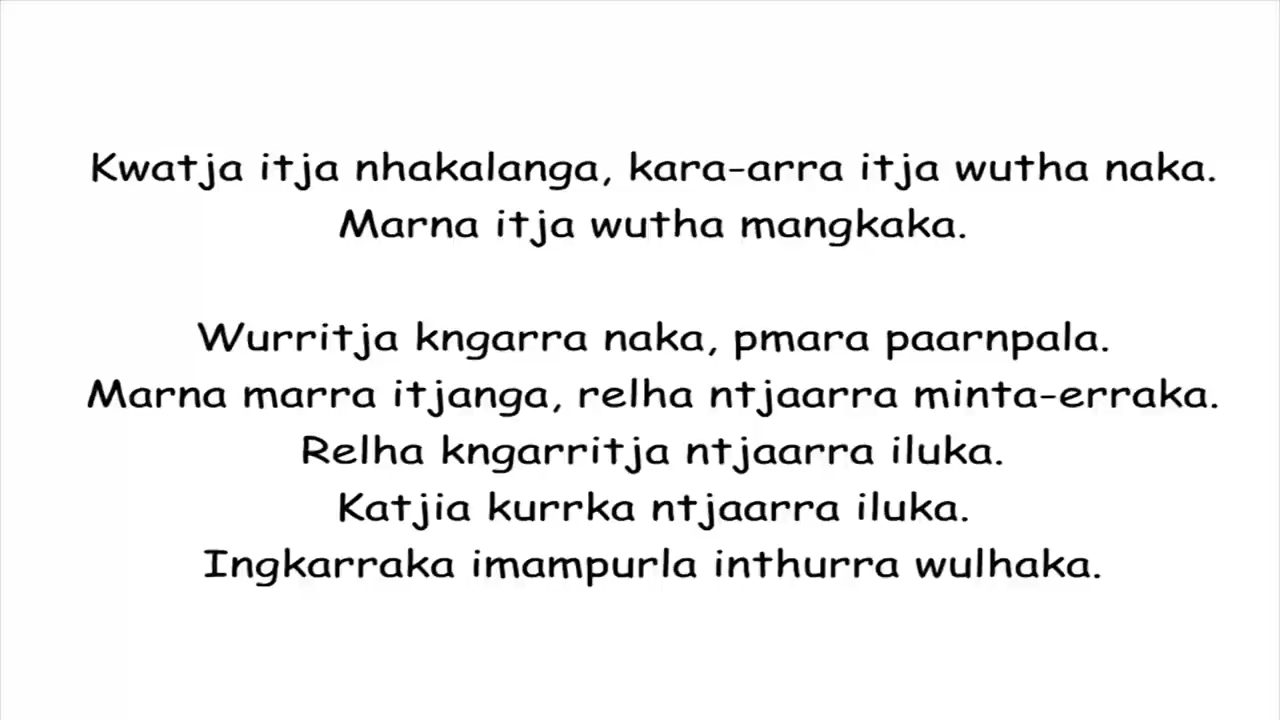 Kwatja itja nhakalanga, kara-arra itja wutha naka.
Marna itja wutha mangkaka.
Wurritja kngarra naka, pmara paarnpala.
Marna marra itjanga, relha ntjaarra minta-erraka.
Relha kngarritja ntjaarra iluka.
Katjia kurrka ntjaarra iluka.
Ingkarraka imampurla inthurra wulhaka.